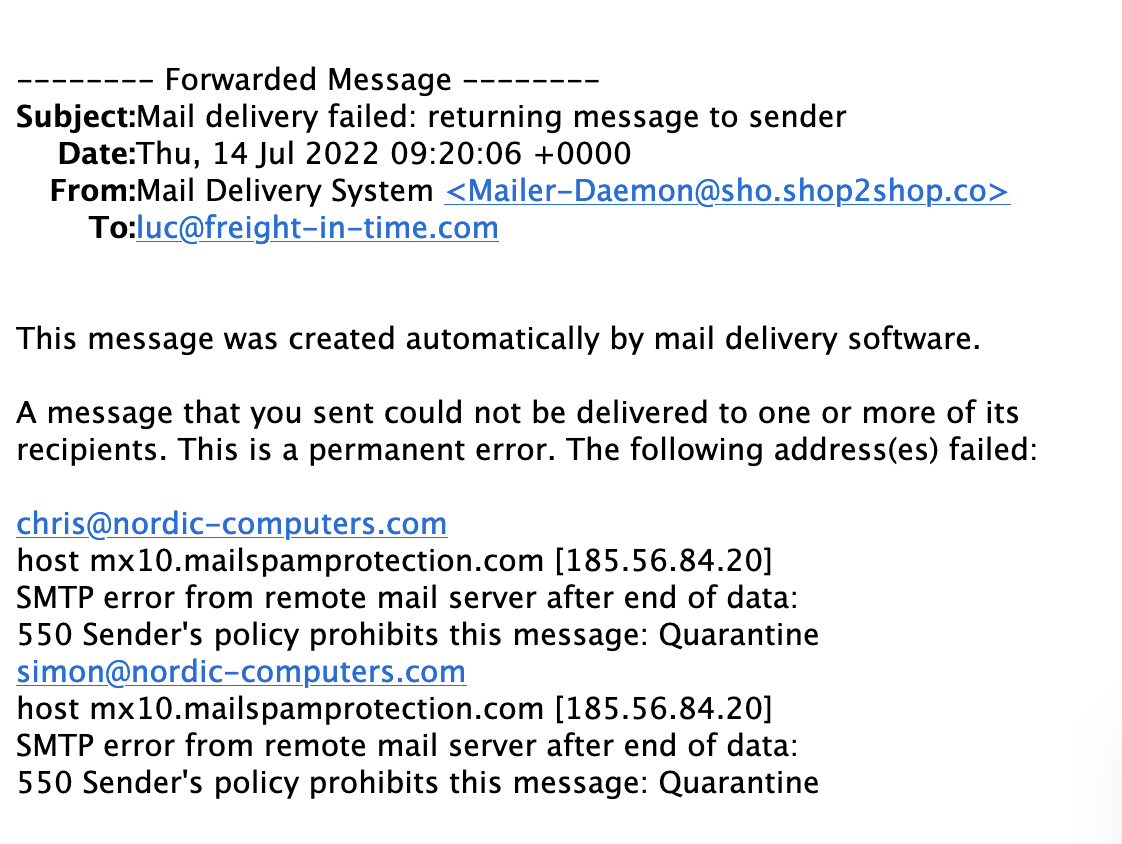 -------- Forwarded Message --------
Subject:Mail delivery failed: returning message to sender
Date:Thu, 14 Jul 2022 09:20:06 +0000
From:Mail Delivery System <Mailer-Daemon@sho.shop2shop.co>
To:luc@freight-in-time.com
This message was created automatically by mail delivery software.
A message that you sent could not be delivered to one or more of its
recipients. This is a permanent error. The following address(es) failed:
chris@nordic-computers.com
host mx10.mailspamprotection.com [185.56.84.20]
SMTP error from remote mail server after end of data:
550 Sender's policy prohibits this message: Quarantine
simon@nordic-computers.com
host mx10.mailspamprotection.com [185.56.84.20]
SMTP error from remote mail server after end of data:
550 Sender's policy prohibits this message: Quarantine